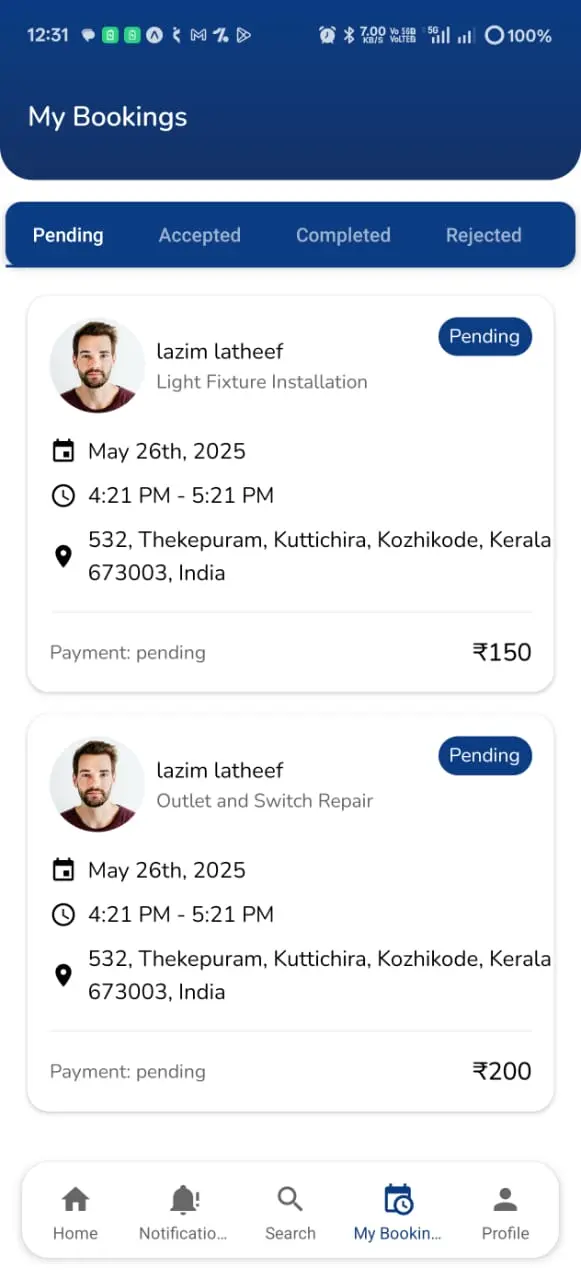 12:31 7.00 KB/S Vo 5GD VoLTE B 5G 100%
My Bookings
Pending Accepted Completed Rejected
lazim latheef Pending
Light Fixture Installation
May 26th, 2025
4:21 PM - 5:21 PM
532, Thekepuram, Kuttichira, Kozhikode, Kerala
673003, India
Payment: pending ₹150
lazim latheef Pending
Outlet and Switch Repair
May 26th, 2025
4:21 PM - 5:21 PM
532, Thekepuram, Kuttichira, Kozhikode, Kerala
673003, India
Payment: pending ₹200
Home Notificatio... Search My Bookin... Profile